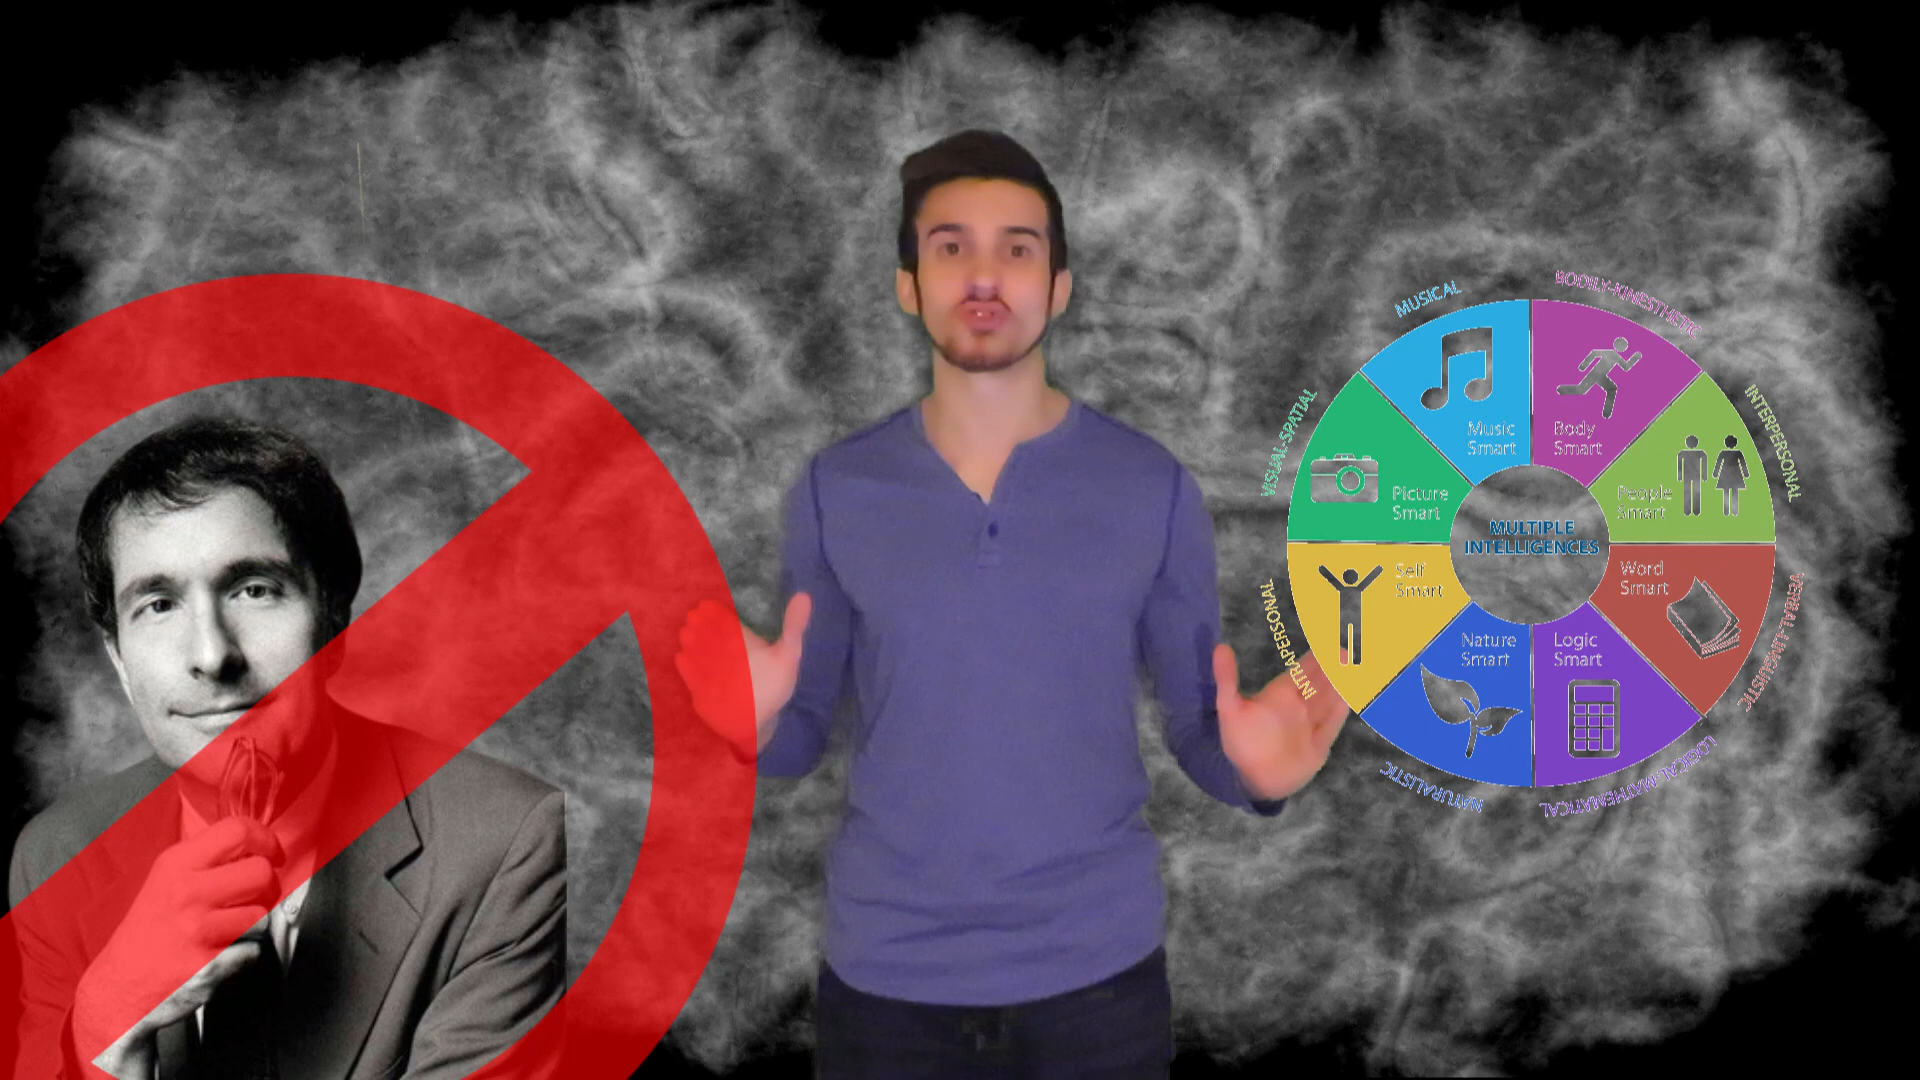 MUSICAL
BODILY-KINESTHETIC
INTERPERSONAL
VERBAL-LINGUISTIC
LOGICAL-MATHEMATICAL
NATURALISTIC
INTRAPERSONAL
VISUAL-SPATIAL
Music
Smart
Body
Smart
Picture
Smart
People
Smart
MULTIPLE
INTELLIGENCES
Self
Smart
Word
Smart
Nature
Smart
Logic
Smart